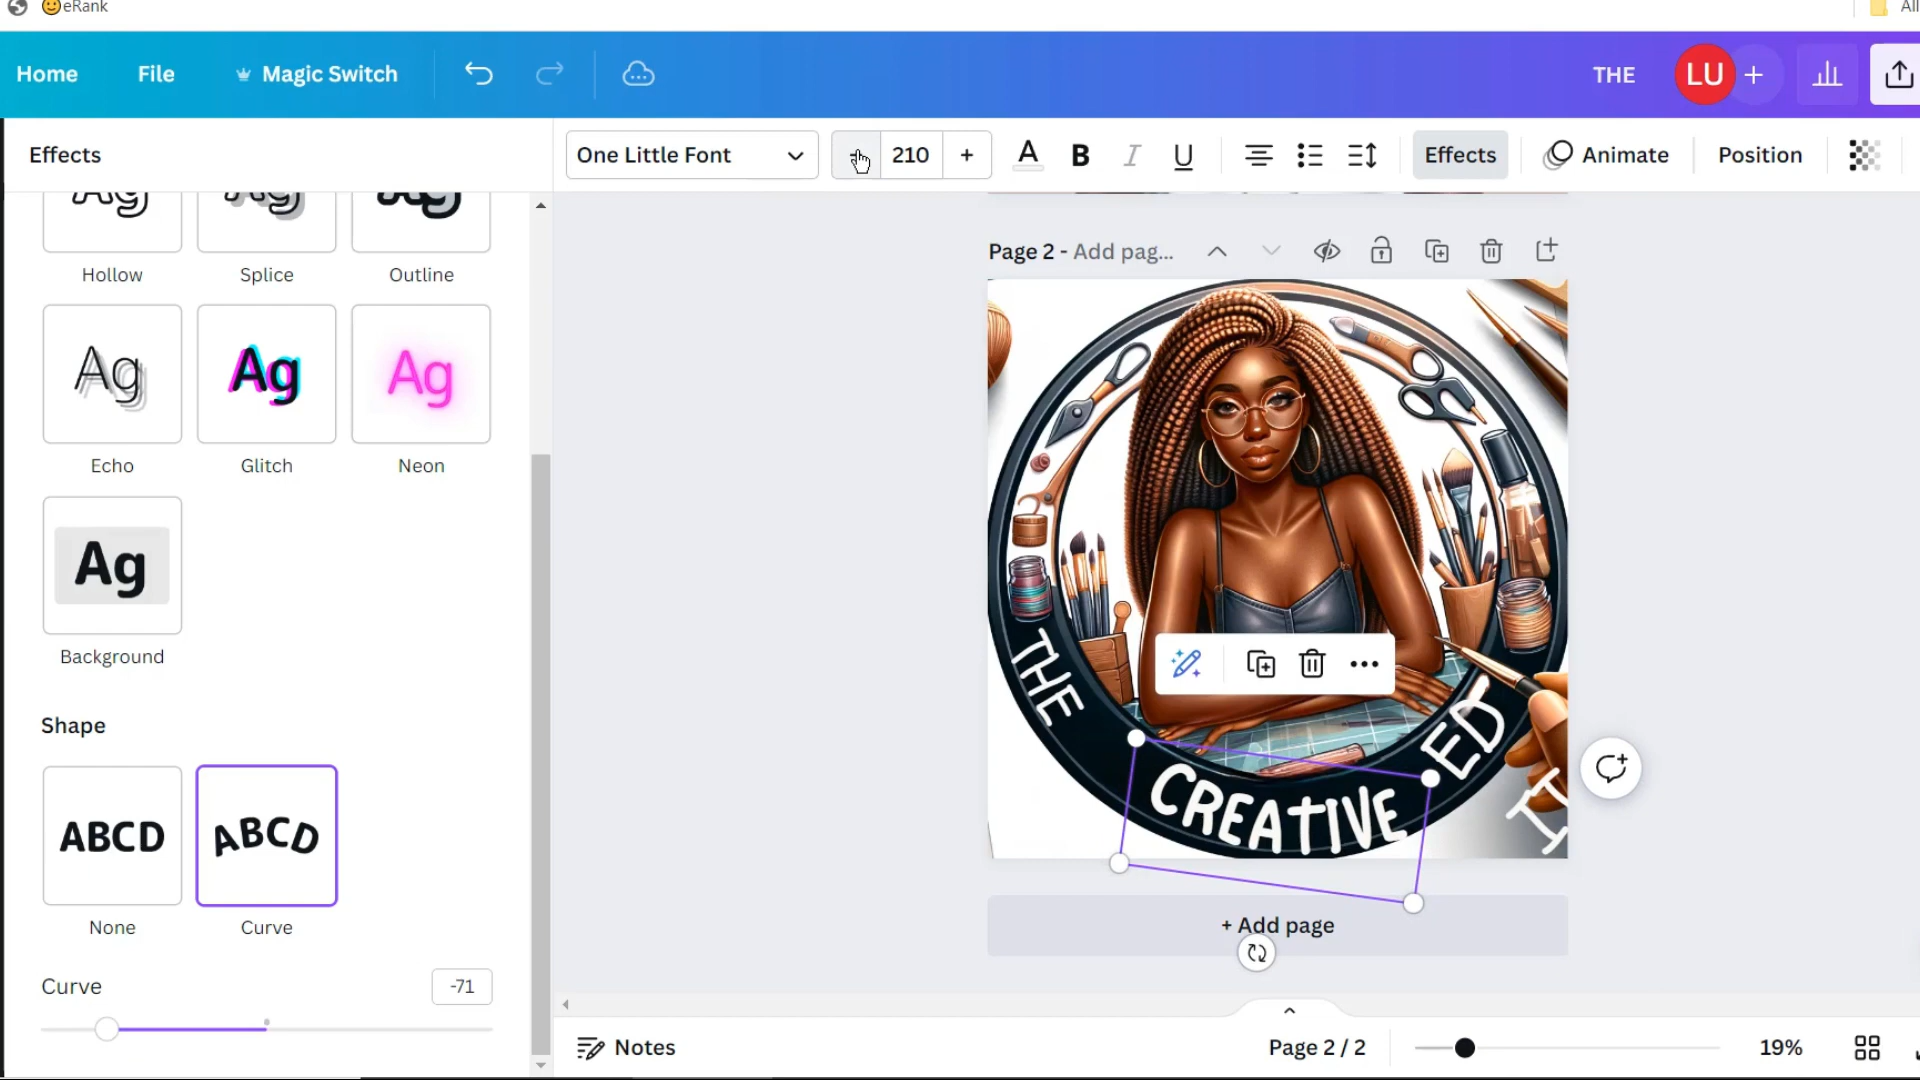 eRank
All
Home File Magic Switch THE LU +
Effects
One Little Font - 210 + A B I U Effects Animate Position
Hollow Splice Outline
Page 2 - Add pag...
Ag Ag Ag
Echo Glitch Neon
Ag
Background
THE CREATIVE ED
Shape
ABCD ABCD
None Curve
+ Add page
Curve -71
Notes Page 2 / 2 19%